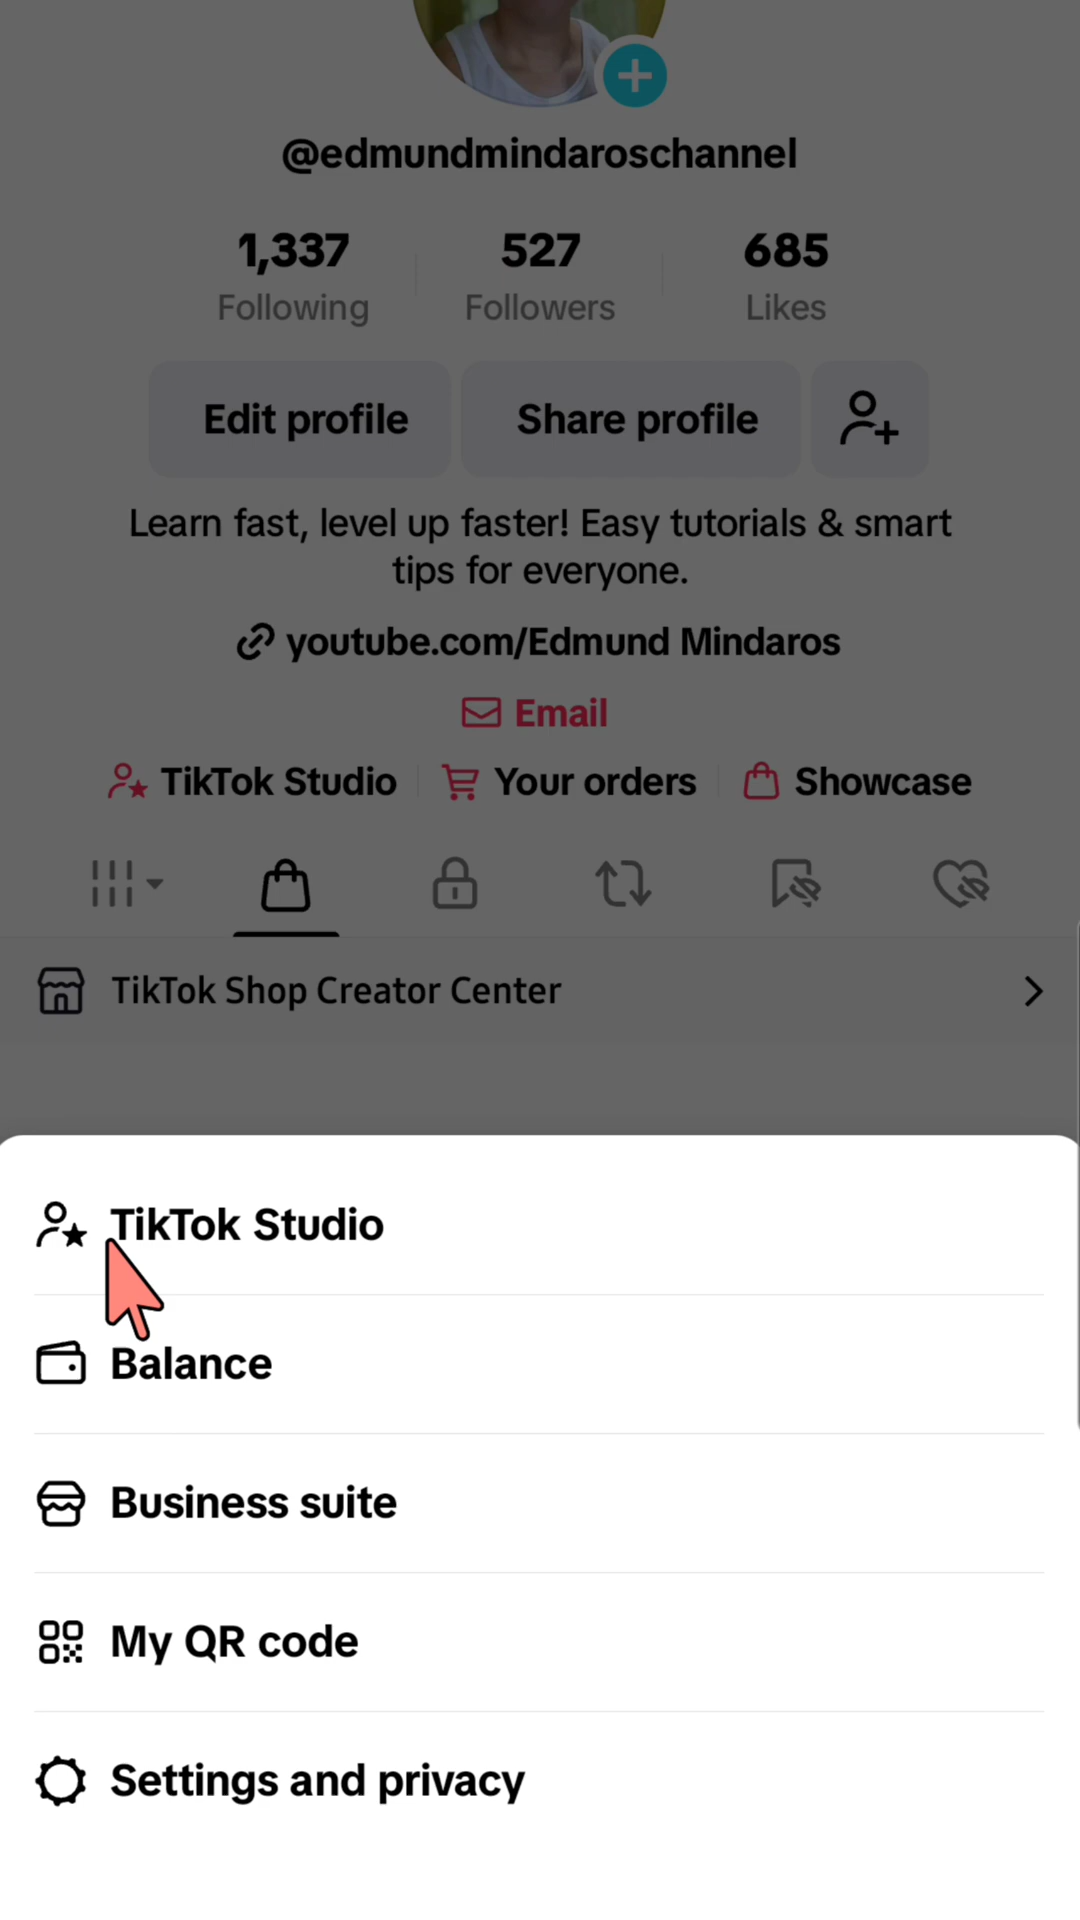 @edmundmindaroschannel
1,337 527 685
Following Followers Likes
Edit profile Share profile
Learn fast, level up faster! Easy tutorials & smart
tips for everyone.
youtube.com/Edmund Mindaros
Email
TikTok Studio Your orders Showcase
TikTok Shop Creator Center
TikTok Studio
Balance
Business suite
My QR code
Settings and privacy